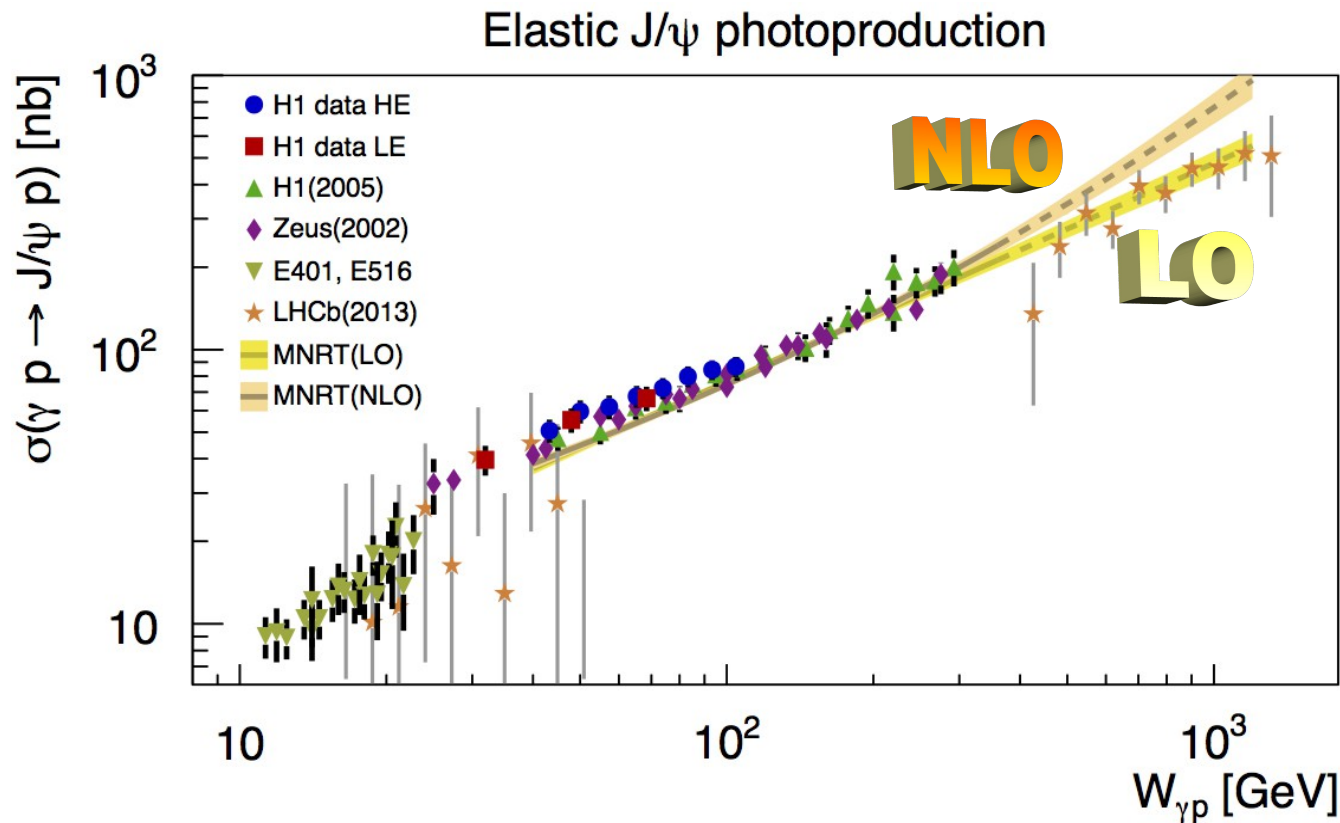 Elastic J/ψ photoproduction
σ(γ p → J/ψ p) [nb]
10³
10²
10
H1 data HE
H1 data LE
H1(2005)
Zeus(2002)
E401, E516
LHCb(2013)
MNRT(LO)
MNRT(NLO)
NLO
LO
10
10²
10³
Wγp [GeV]